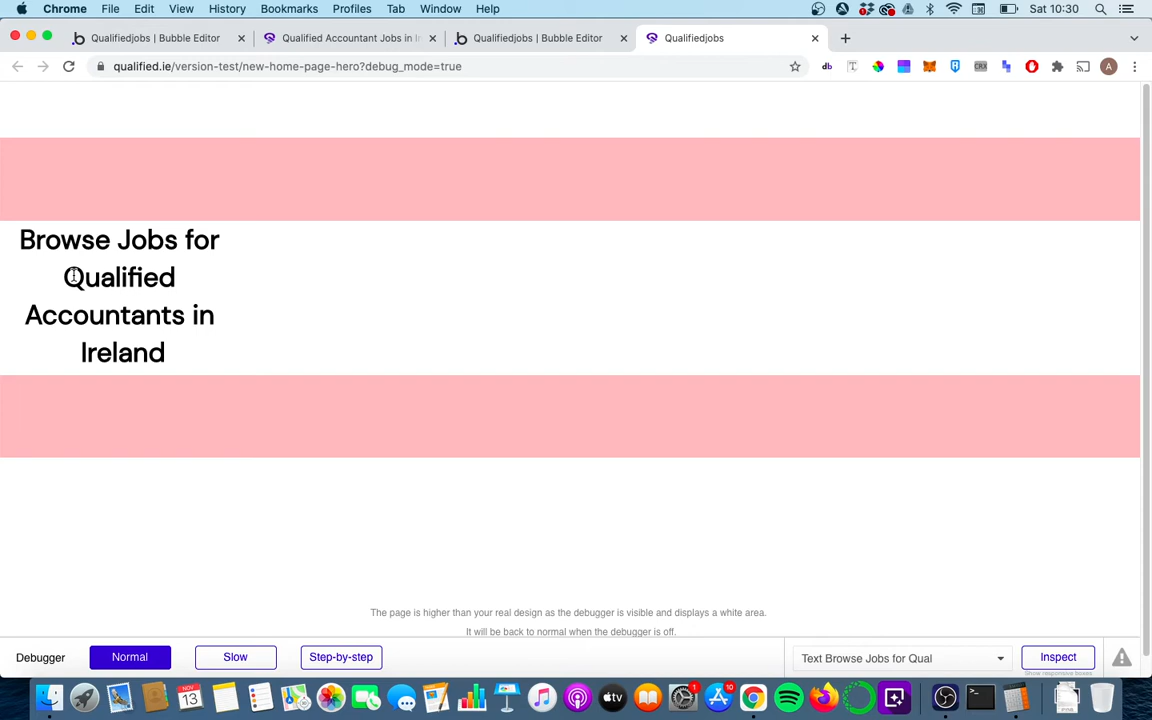 Chrome File Edit View History Bookmarks Profiles Tab Window Help Sat 10:30
Qualifiedjobs | Bubble Editor Qualified Accountant Jobs in Qualifiedjobs | Bubble Editor Qualifiedjobs
qualified.ie/version-test/new-home-page-hero?debug_mode=true
Browse Jobs for
Qualified
Accountants in
Ireland
The page is higher than your real design as the debugger is visible and displays a white area.
It will be back to normal when the debugger is off.
Debugger Normal Slow Step-by-step Text Browse Jobs for Qual Inspect
Show responsive boxes